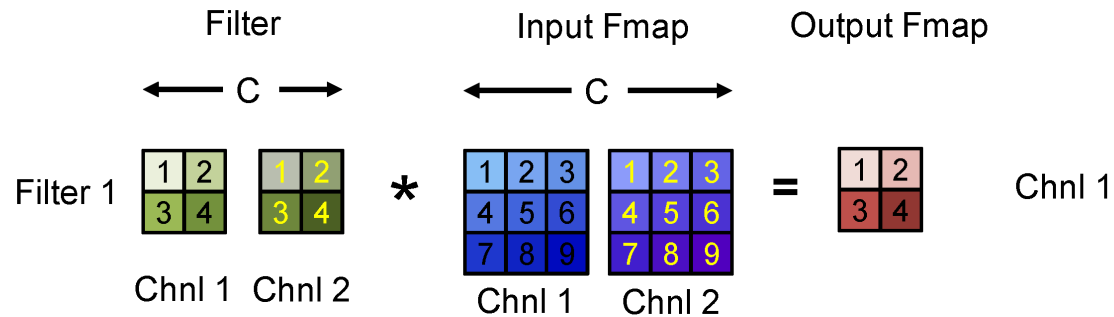 Filter Input Fmap Output Fmap
C C
1 2 1 2 1 2 3 1 2 3 1 2
Filter 1 * = Chnl 1
3 4 3 4 4 5 6 4 5 6 3 4
7 8 9 7 8 9
Chnl 1 Chnl 2 Chnl 1 Chnl 2